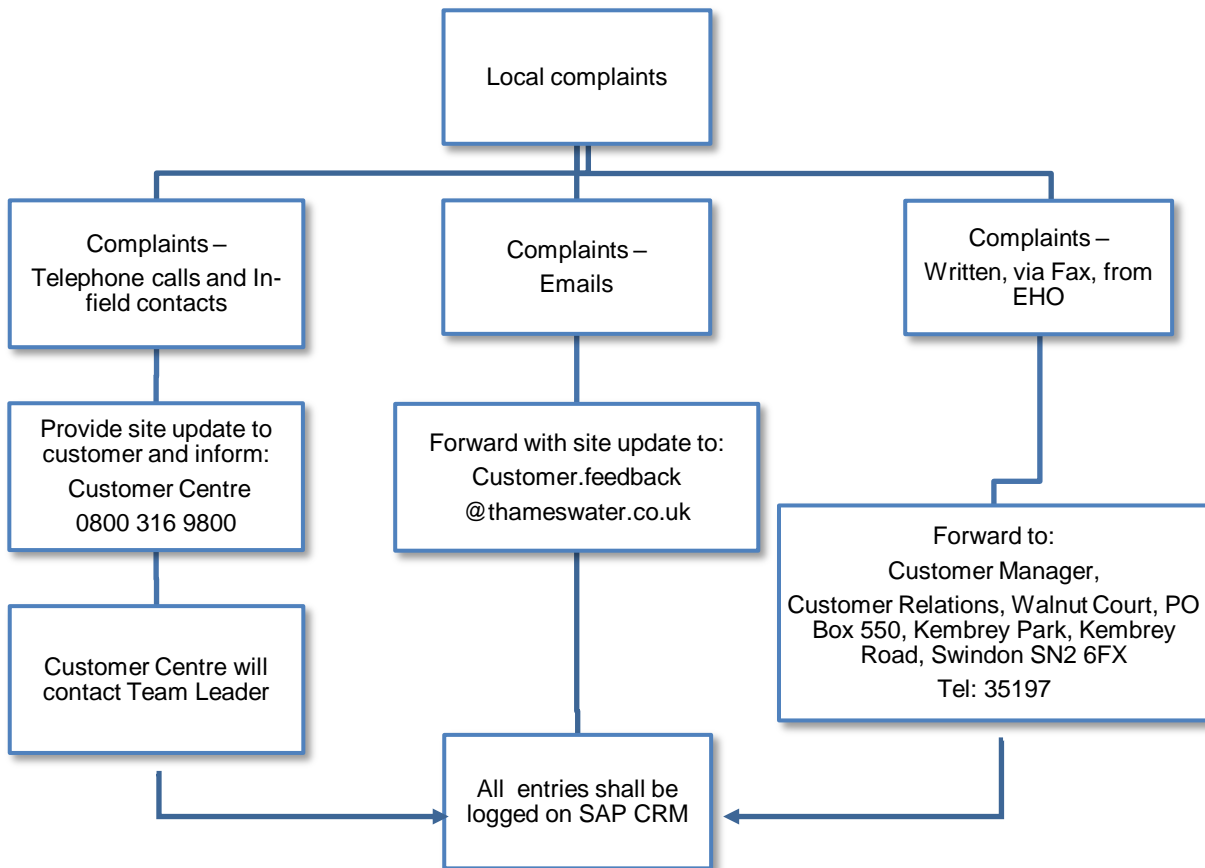 Local complaints
Complaints –
Telephone calls and In-
field contacts
Complaints –
Emails
Complaints –
Written, via Fax, from
EHO
Provide site update to
customer and inform:
Customer Centre
0800 316 9800
Forward with site update to:
Customer.feedback
@thameswater.co.uk
Forward to:
Customer Manager,
Customer Relations, Walnut Court, PO
Box 550, Kembrey Park, Kembrey
Road, Swindon SN2 6FX
Tel: 35197
Customer Centre will
contact Team Leader
All entries shall be
logged on SAP CRM